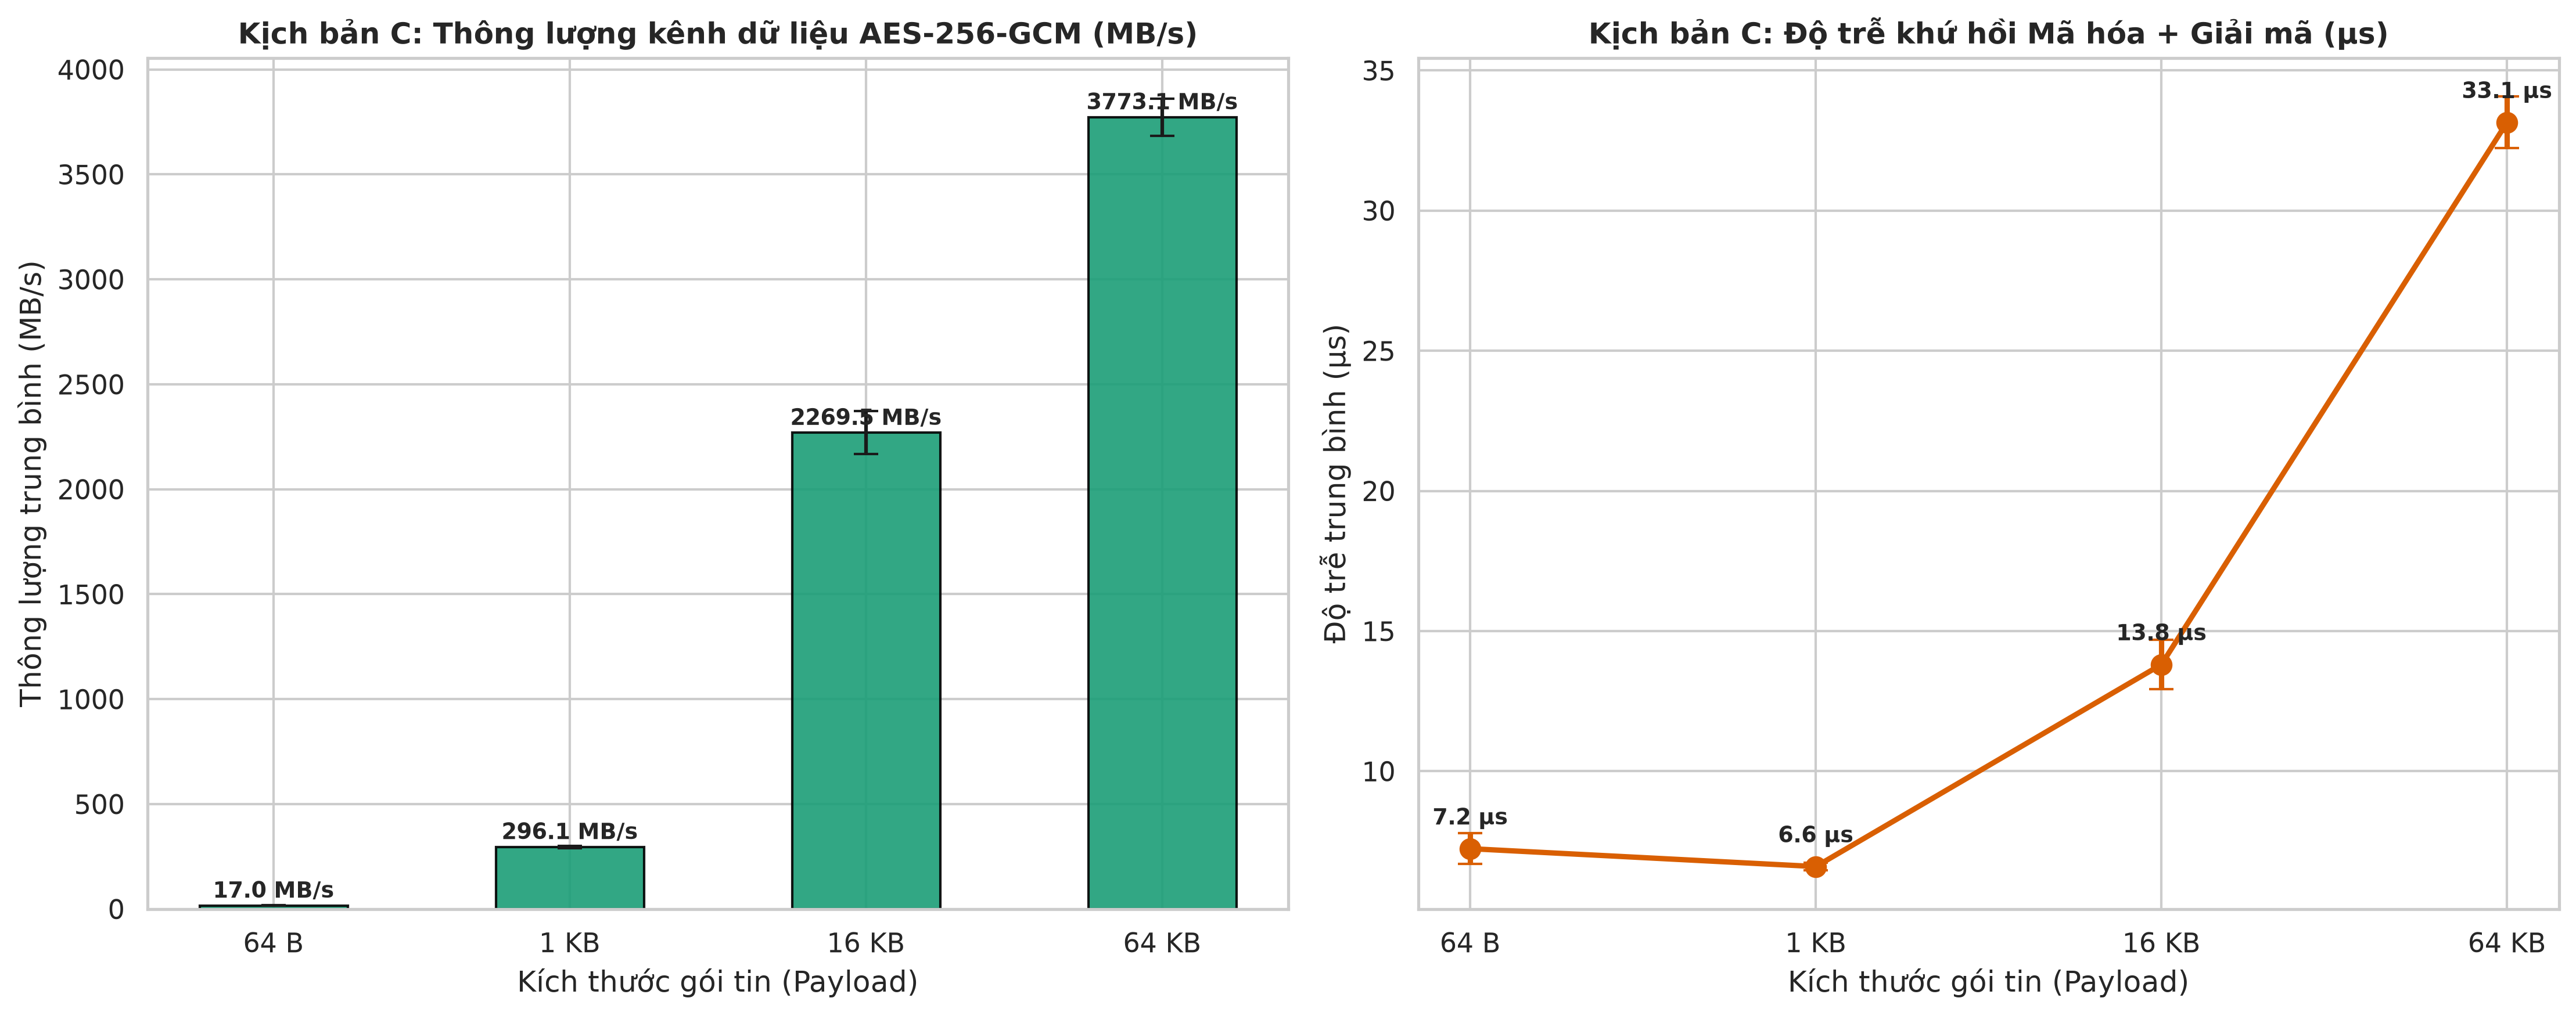 Kịch bản C: Thông lượng kênh dữ liệu AES-256-GCM (MB/s)
Thông lượng trung bình (MB/s)
4000
3500
3000
2500
2000
1500
1000
500
0
17.0 MB/s
296.1 MB/s
2269.5 MB/s
3773.1 MB/s
64 B
1 KB
16 KB
64 KB
Kích thước gói tin (Payload)
Kịch bản C: Độ trễ khứ hồi Mã hóa + Giải mã (µs)
Độ trễ trung bình (µs)
35
30
25
20
15
10
7.2 µs
6.6 µs
13.8 µs
33.1 µs
64 B
1 KB
16 KB
64 KB
Kích thước gói tin (Payload)